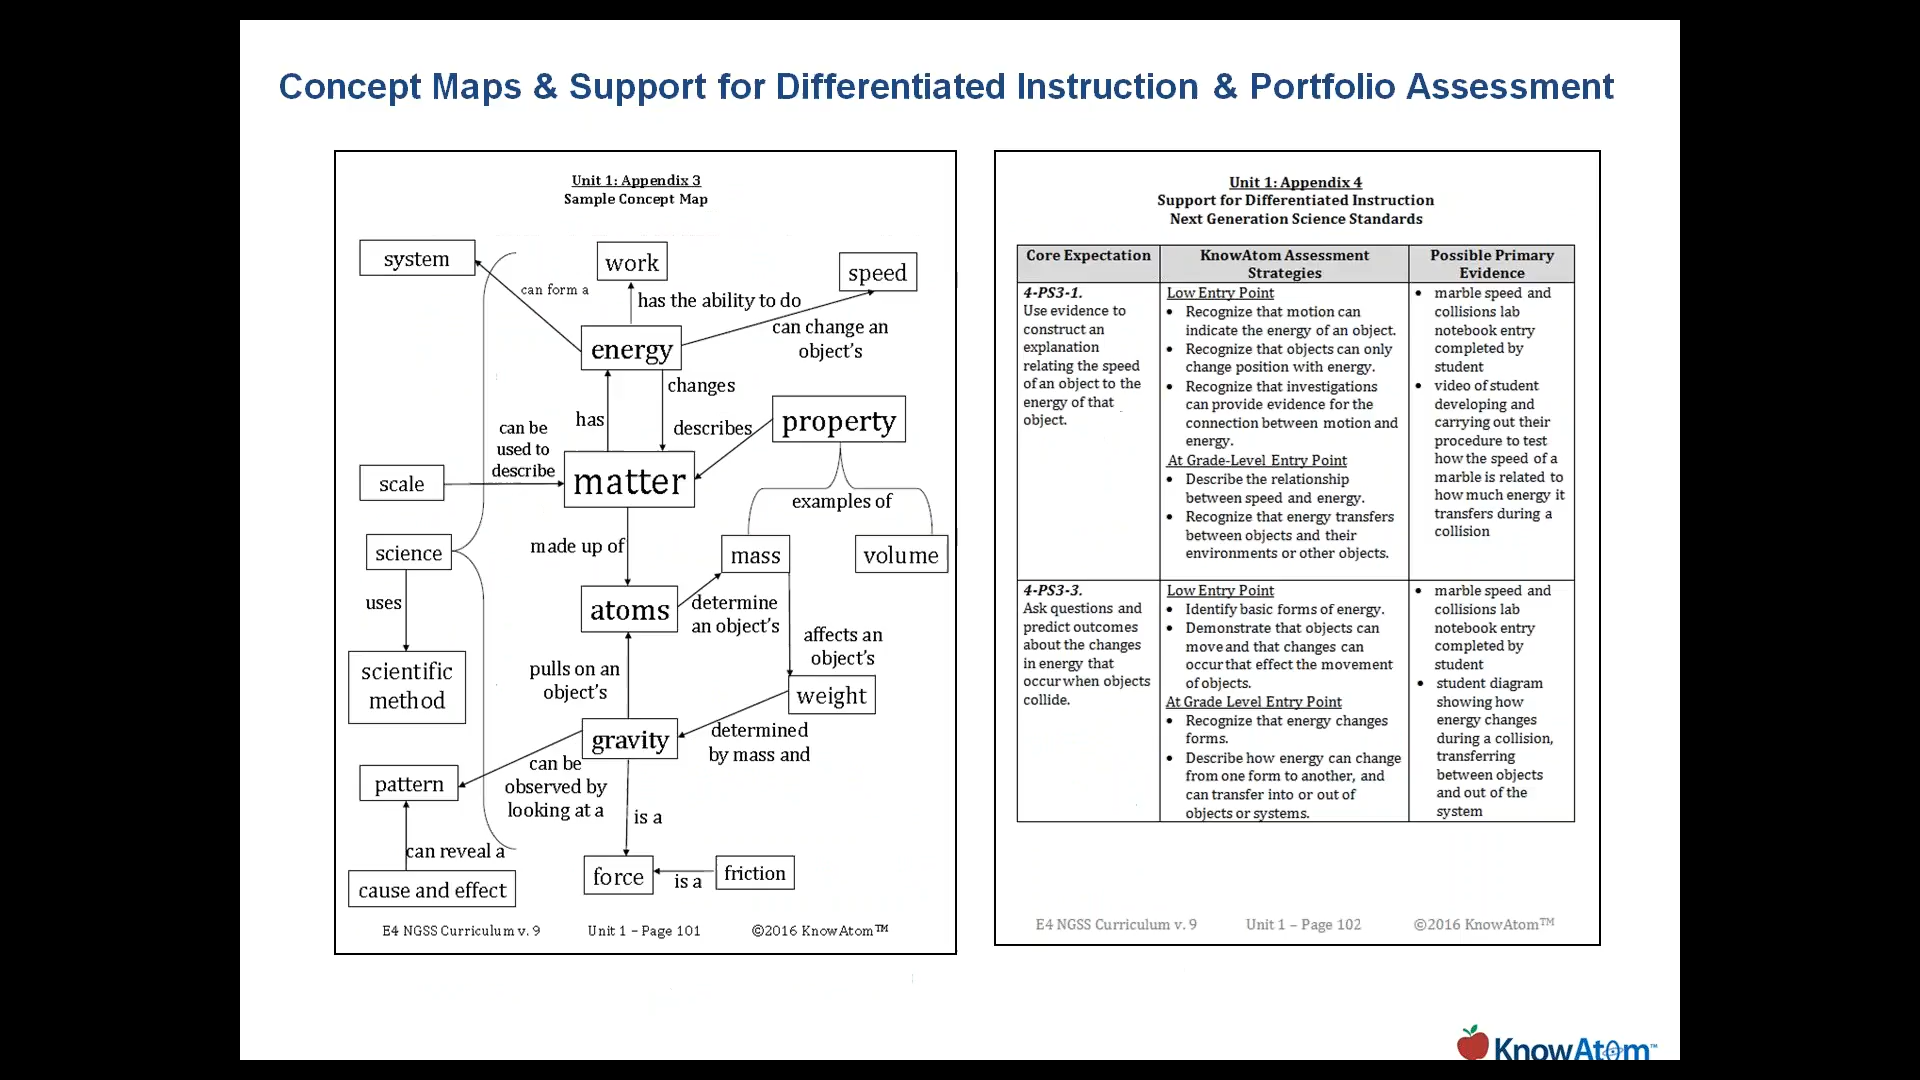 Concept Maps & Support for Differentiated Instruction & Portfolio Assessment
Unit 1: Appendix 3
Sample Concept Map
system
work
speed
can form a
has the ability to do
can change an
object's
energy
changes
has
describes
property
can be
used to
describe
scale
matter
examples of
science
made up of
mass
volume
uses
atoms
determine
an object's
affects an
object's
scientific
method
pulls on an
object's
weight
gravity
determined
by mass and
pattern
can be
observed by
looking at a
is a
can reveal a
cause and effect
force
is a
friction
E4 NGSS Curriculum v. 9 Unit 1 – Page 101 ©2016 KnowAtom™
Unit 1: Appendix 4
Support for Differentiated Instruction
Next Generation Science Standards
Core Expectation
KnowAtom Assessment
Strategies
Possible Primary
Evidence
4-PS3-1.
Use evidence to
construct an
explanation
relating the speed
of an object to the
energy of that
object.
Low Entry Point
• Recognize that motion can
indicate the energy of an object.
• Recognize that objects can only
change position with energy.
• Recognize that investigations
can provide evidence for the
connection between motion and
energy.
At Grade-Level Entry Point
• Describe the relationship
between speed and energy.
• Recognize that energy transfers
between objects and their
environments or other objects.
• marble speed and
collisions lab
notebook entry
completed by
student
• video of student
developing and
carrying out their
procedure to test
how the speed of a
marble is related to
how much energy it
transfers during a
collision
4-PS3-3.
Ask questions and
predict outcomes
about the changes
in energy that
occur when objects
collide.
Low Entry Point
• Identify basic forms of energy.
• Demonstrate that objects can
move and that changes can
occur that effect the movement
of objects.
At Grade Level Entry Point
• Recognize that energy changes
forms.
• Describe how energy can change
from one form to another, and
can transfer into or out of
objects or systems.
• marble speed and
collisions lab
notebook entry
completed by
student
• student diagram
showing how
energy changes
during a collision,
transferring
between objects
and out of the
system
E4 NGSS Curriculum v. 9 Unit 1 – Page 102 ©2016 KnowAtom™
KnowAtom™